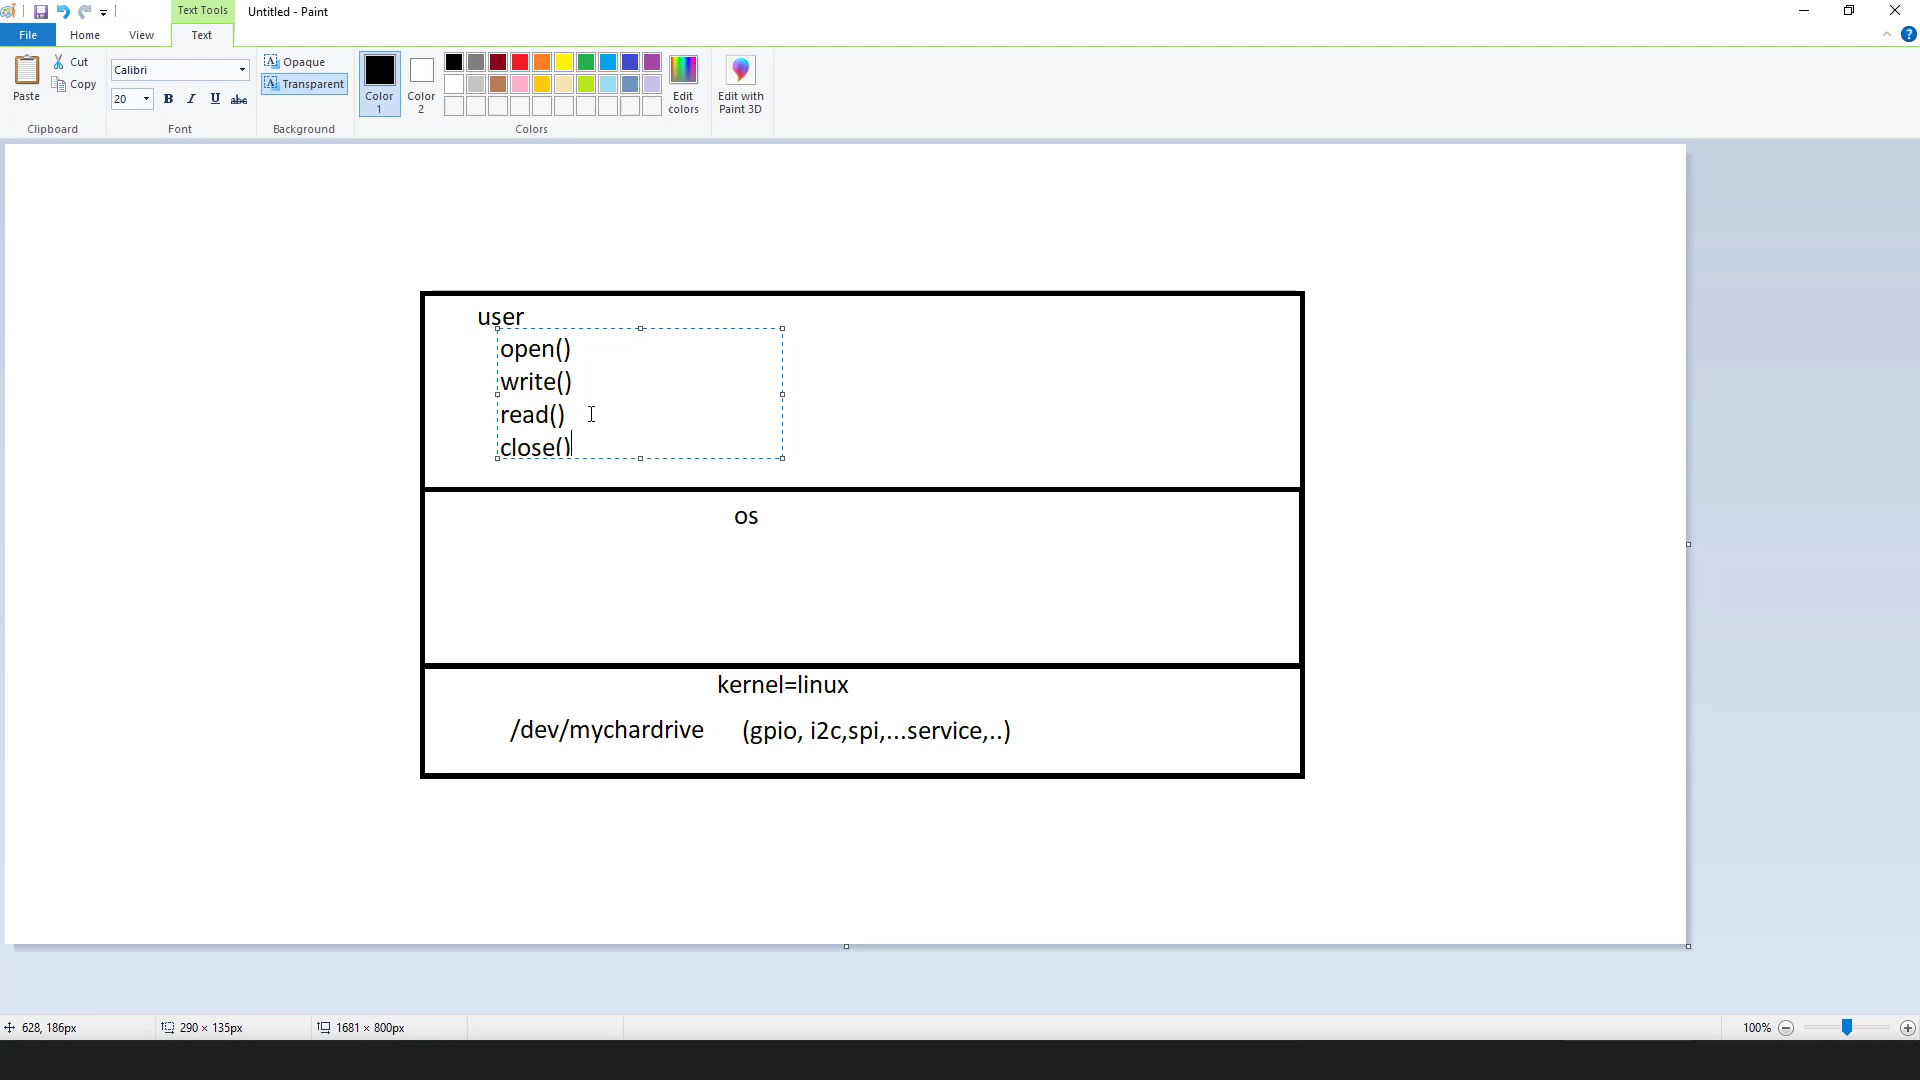 Text Tools
Untitled - Paint
File
Home
View
Text
Paste
Cut
Copy
Clipboard
Calibri
20
B
I
U
abc
Font
Opaque
Transparent
Background
Color 1
Color 2
Edit colors
Colors
Edit with Paint 3D
user
open()
write()
read()
close()
os
kernel=linux
/dev/mychardrive (gpio, i2c,spi,...service,..)
628, 186px
290 × 135px
1681 × 800px
100%